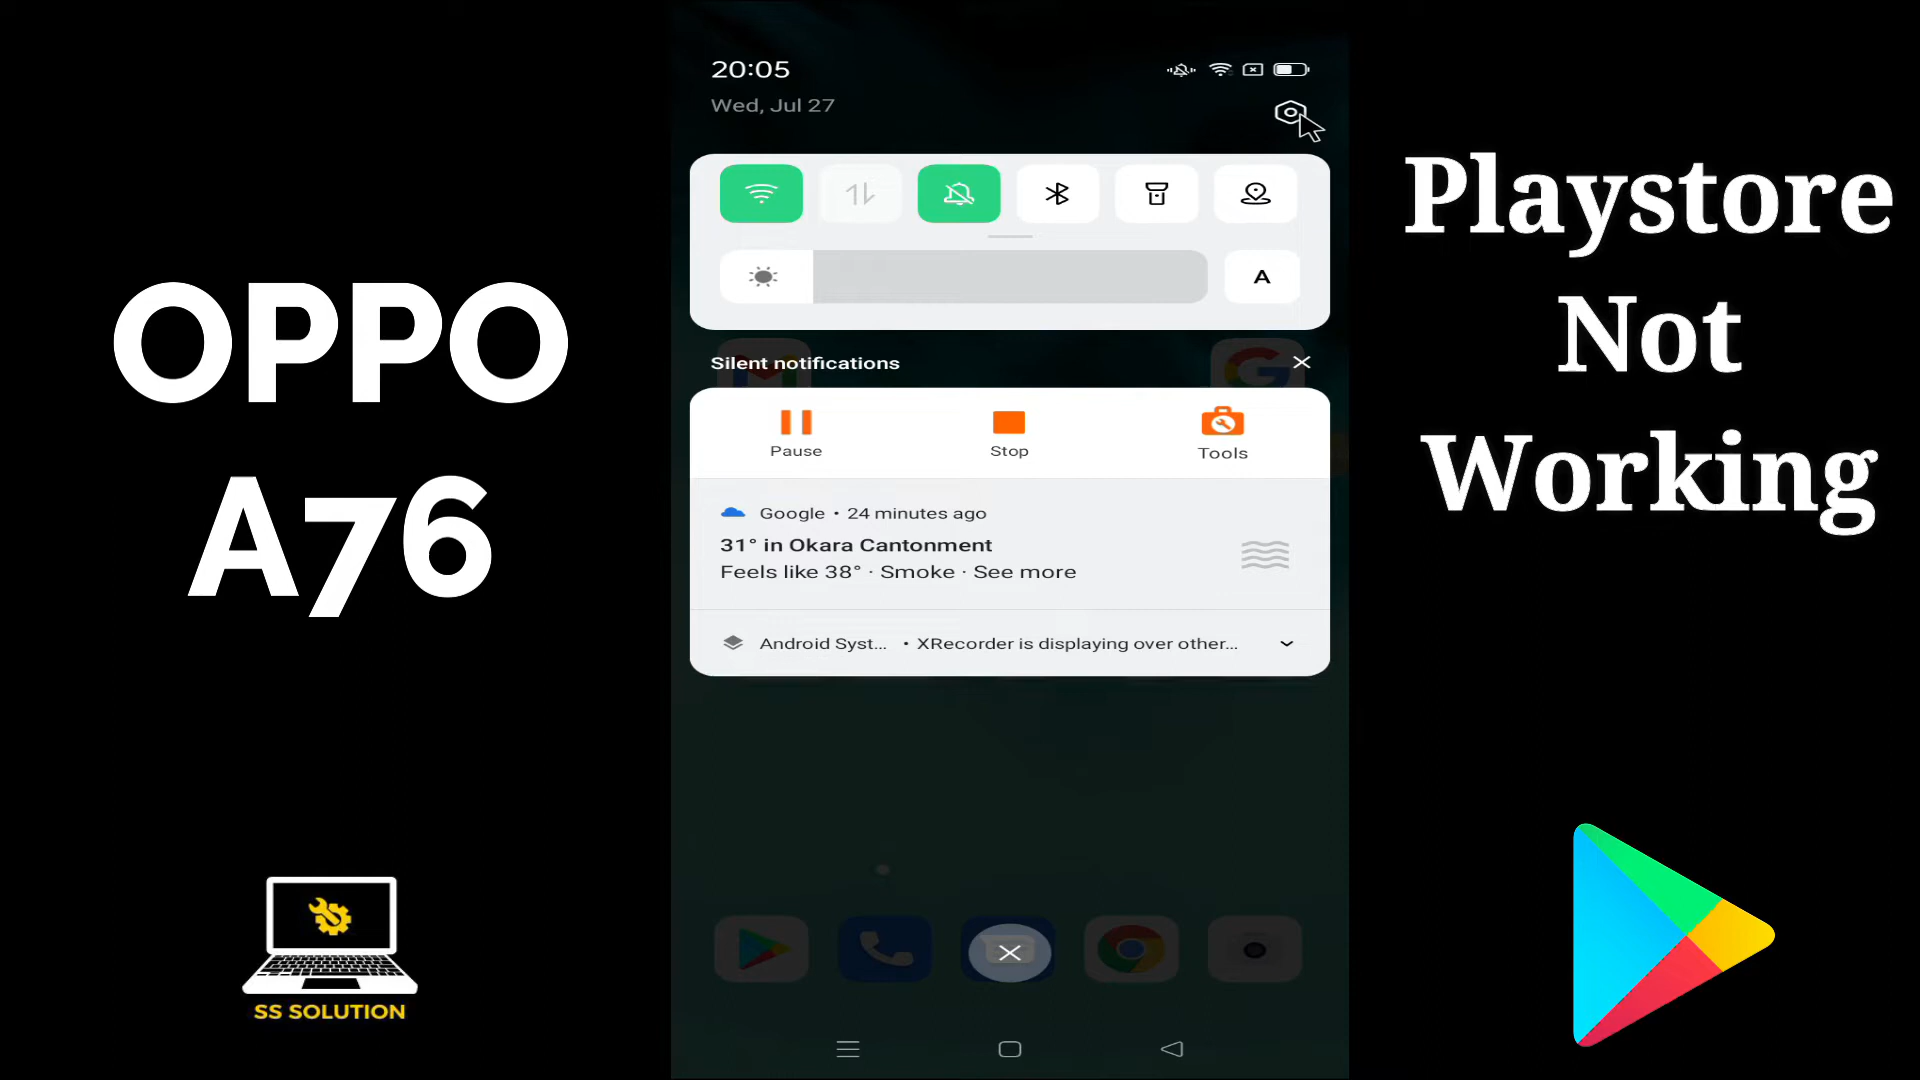 OPPO
A76
SS SOLUTION
20:05
Wed, Jul 27
A
Silent notifications
Pause
Stop
Tools
Google • 24 minutes ago
31° in Okara Cantonment
Feels like 38° · Smoke · See more
Android Syst... • XRecorder is displaying over other...
Playstore
Not
Working